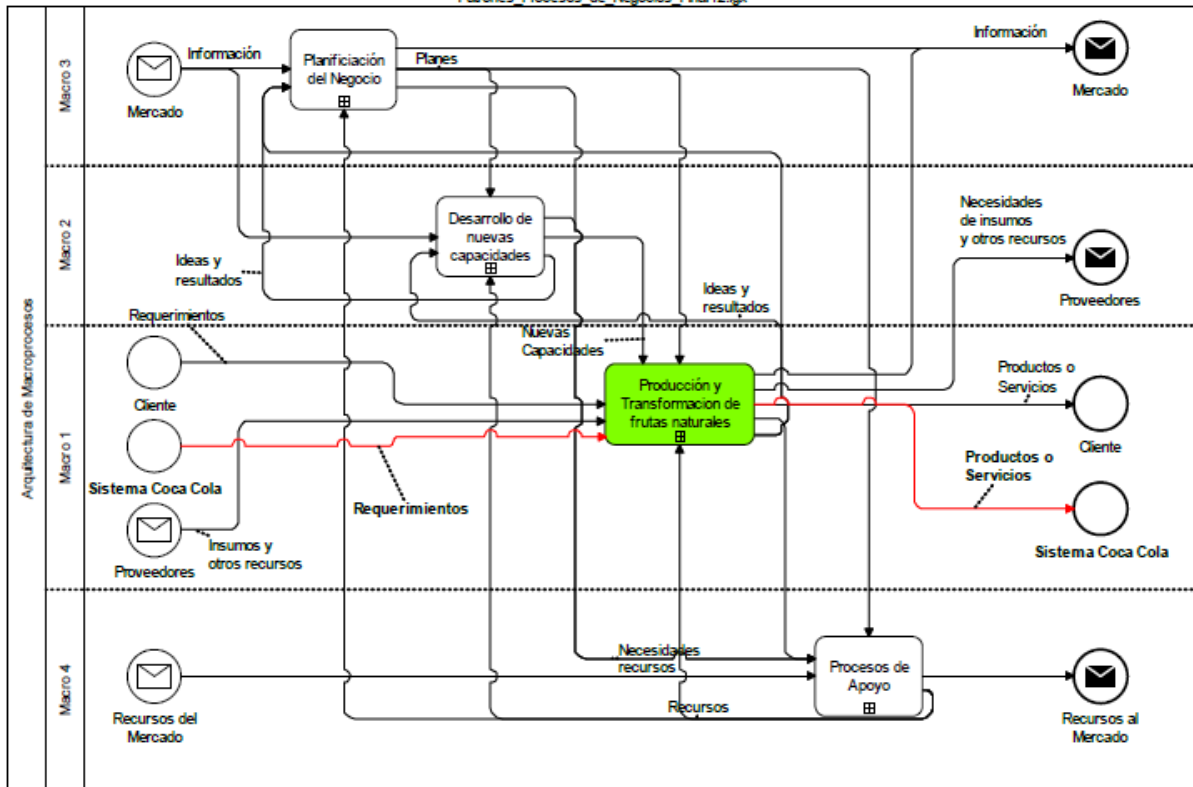 Patrones_Procesos_de_Negocios_Final12.igx
Arquitectura de Macroprocesos
Macro 3
Mercado
Información
Planificiación
del Negocio
Planes
Información
Mercado
Macro 2
Desarrollo de
nuevas
capacidades
Ideas y
resultados
Ideas y
resultados
Necesidades
de insumos
y otros recursos
Proveedores
Macro 1
Requerimientos
Cliente
Sistema Coca Cola
Requerimientos
Proveedores
Insumos y
otros recursos
Nuevas
Capacidades
Producción y
Transformacion de
frutas naturales
Productos o
Servicios
Cliente
Productos o
Servicios
Sistema Coca Cola
Macro 4
Recursos del
Mercado
Necesidades
recursos
Recursos
Procesos de
Apoyo
Recursos al
Mercado